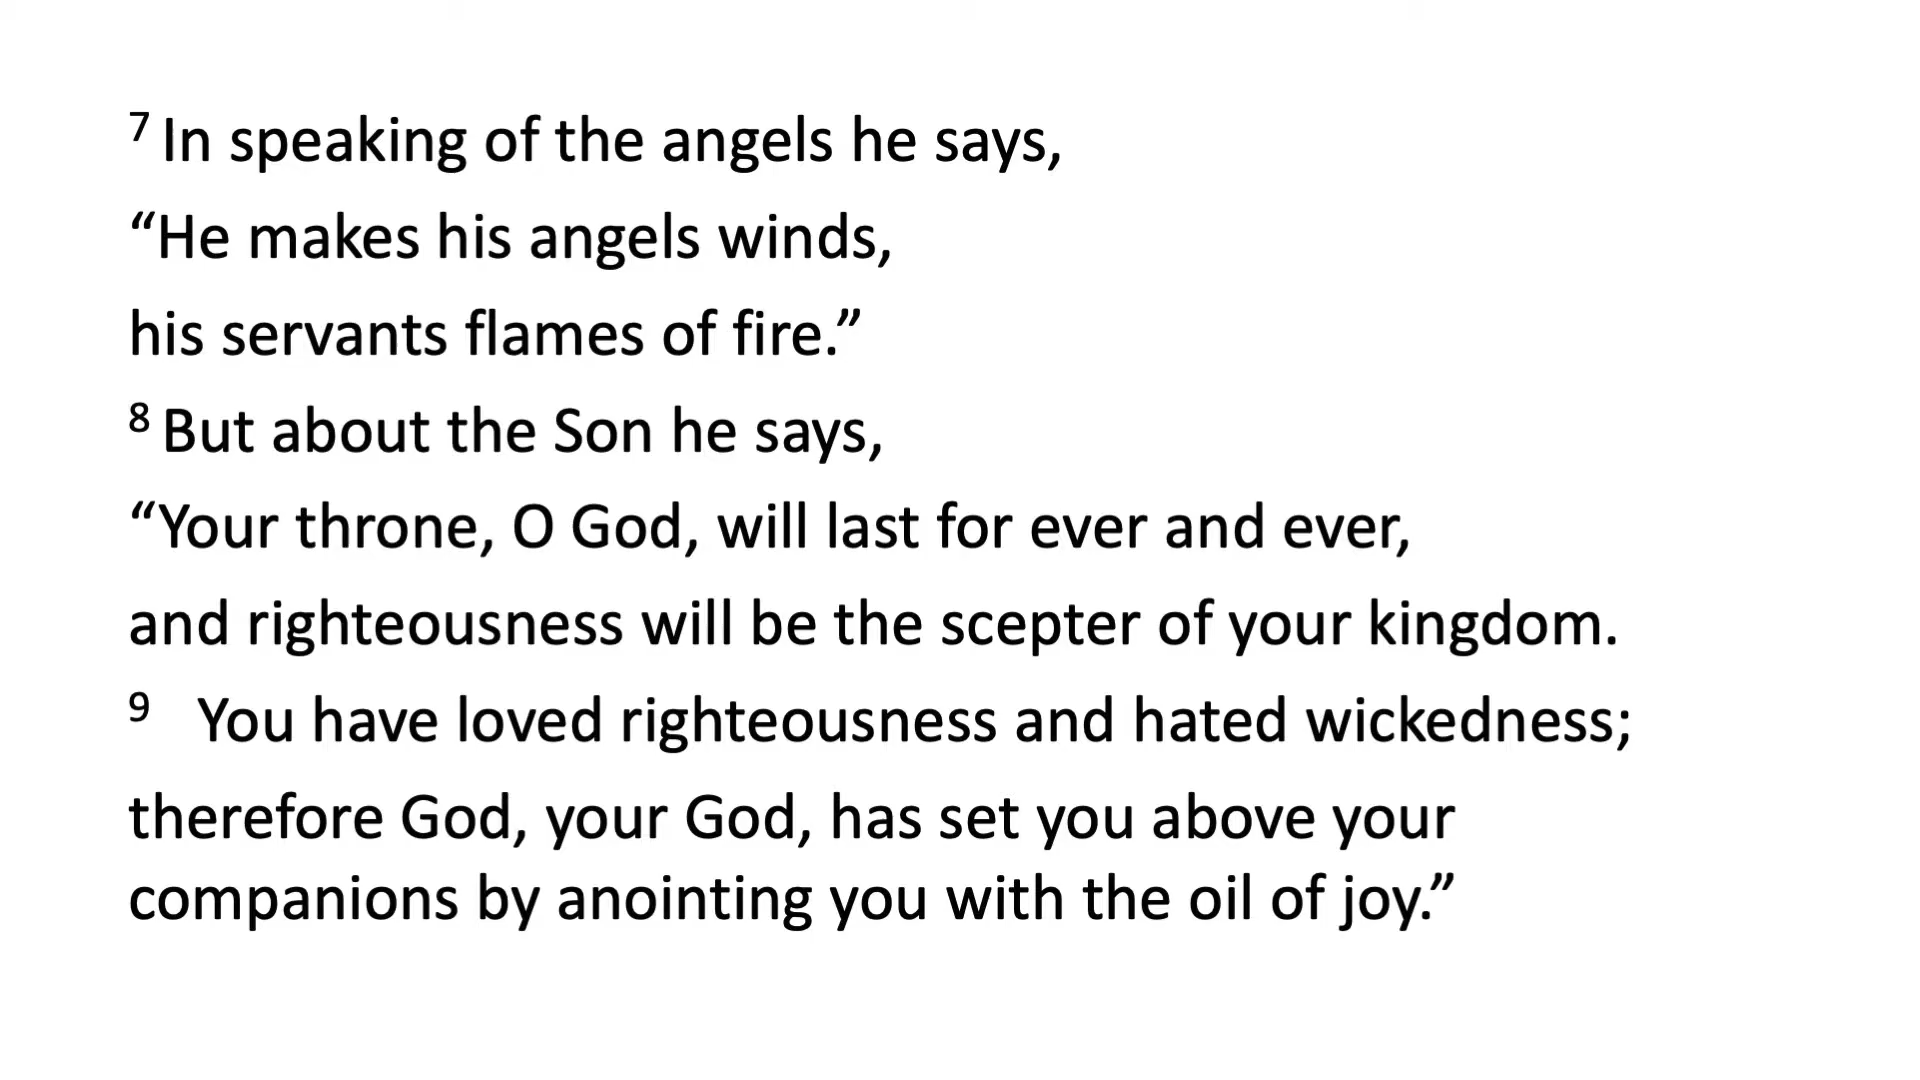 7 In speaking of the angels he says,
“He makes his angels winds,
his servants flames of fire.”
8 But about the Son he says,
“Your throne, O God, will last for ever and ever,
and righteousness will be the scepter of your kingdom.
9 You have loved righteousness and hated wickedness;
therefore God, your God, has set you above your
companions by anointing you with the oil of joy.”